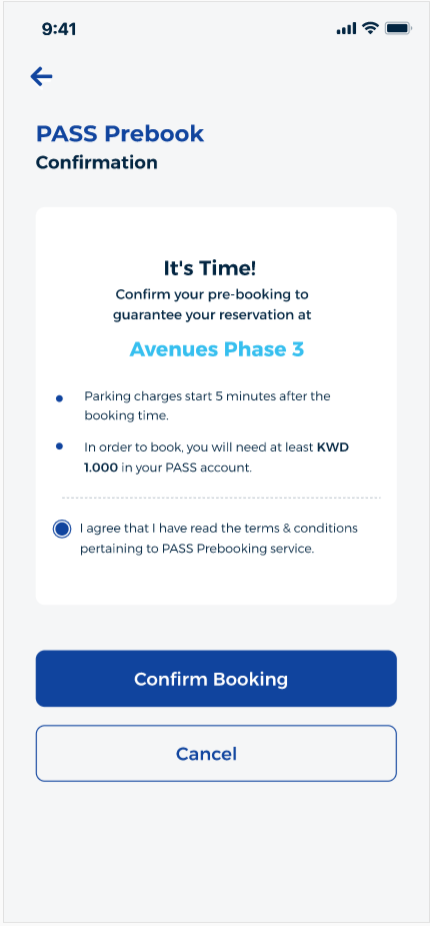 9:41
PASS Prebook
Confirmation
It's Time!
Confirm your pre-booking to
guarantee your reservation at
Avenues Phase 3
Parking charges start 5 minutes after the
booking time.
In order to book, you will need at least KWD
1.000 in your PASS account.
I agree that I have read the terms & conditions
pertaining to PASS Prebooking service.
Confirm Booking
Cancel